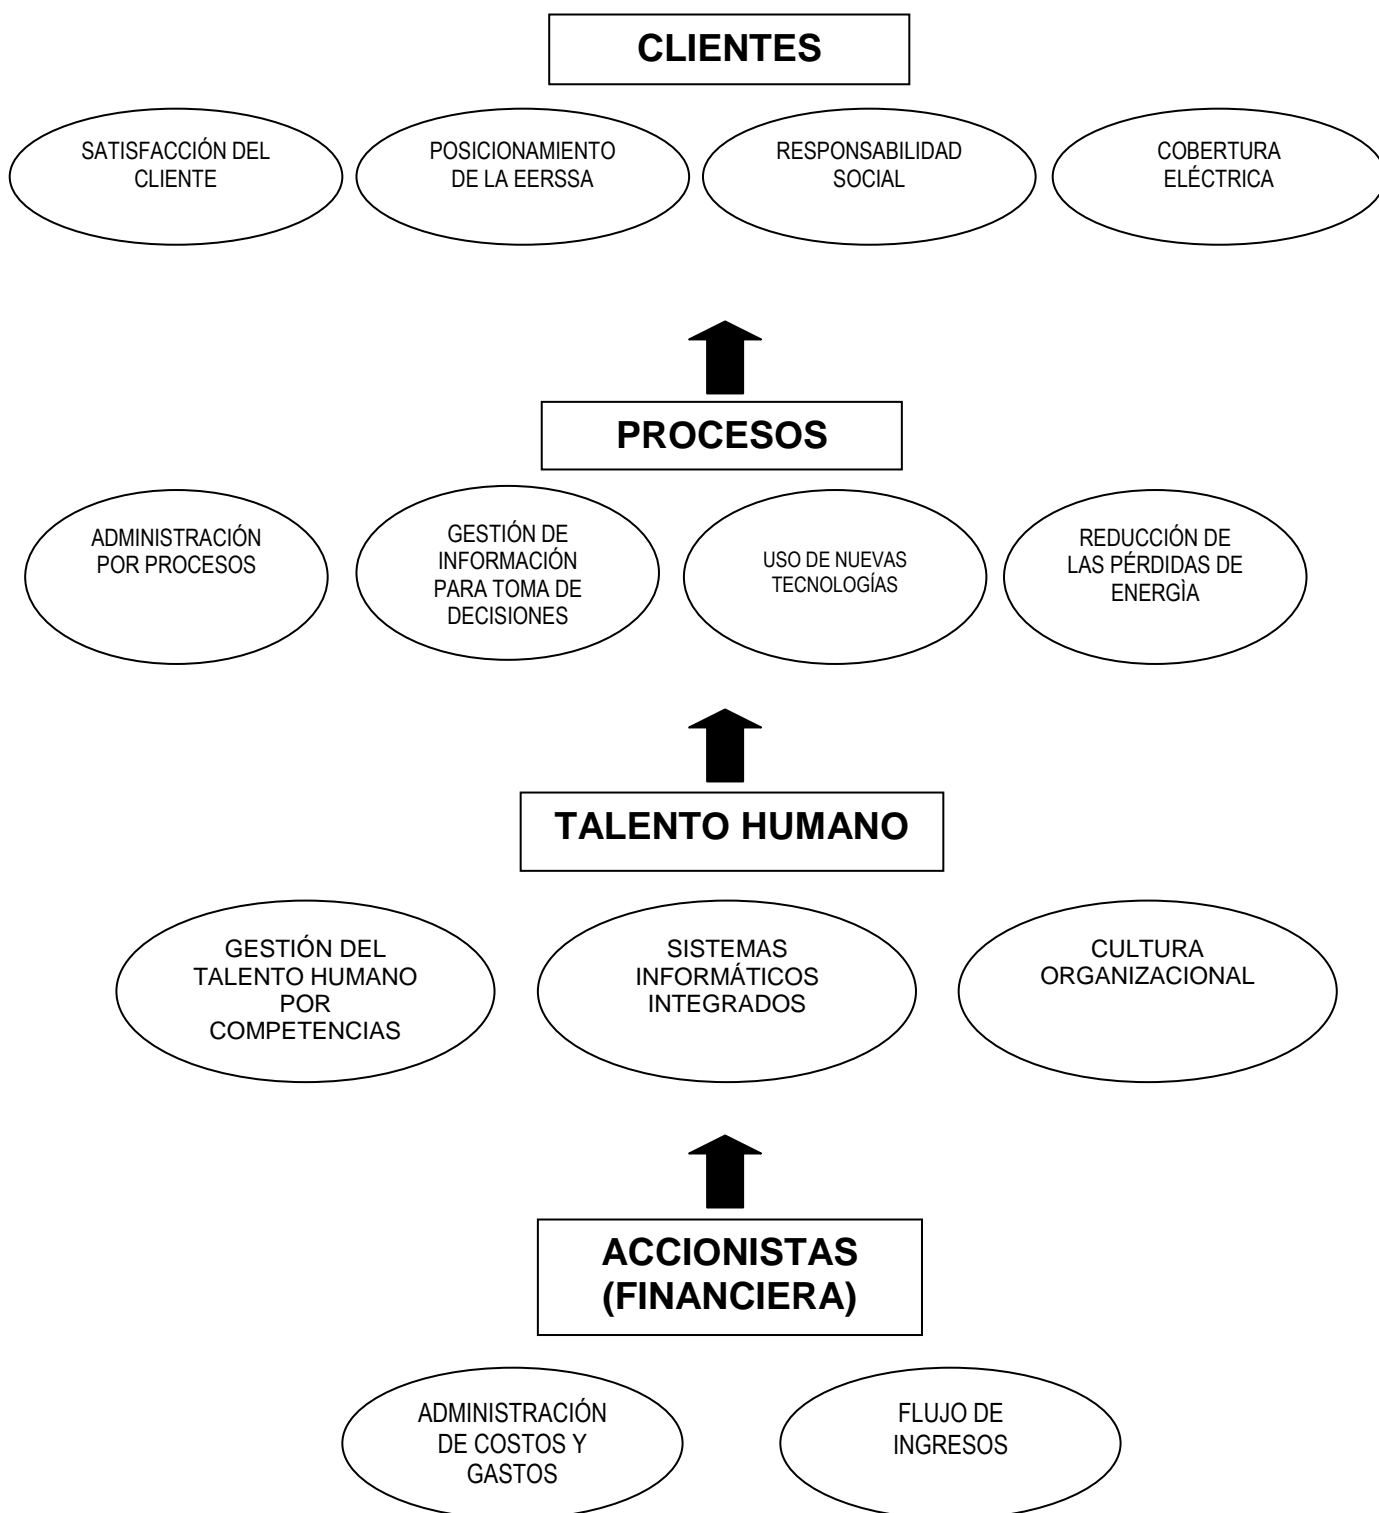 CLIENTES
SATISFACCIÓN DEL
CLIENTE
POSICIONAMIENTO
DE LA EERSSA
RESPONSABILIDAD
SOCIAL
COBERTURA
ELÉCTRICA
PROCESOS
ADMINISTRACIÓN
POR PROCESOS
GESTIÓN DE
INFORMACIÓN
PARA TOMA DE
DECISIONES
USO DE NUEVAS
TECNOLOGÍAS
REDUCCIÓN DE
LAS PÉRDIDAS DE
ENERGÌA
TALENTO HUMANO
GESTIÓN DEL
TALENTO HUMANO
POR
COMPETENCIAS
SISTEMAS
INFORMÁTICOS
INTEGRADOS
CULTURA
ORGANIZACIONAL
ACCIONISTAS
(FINANCIERA)
ADMINISTRACIÓN
DE COSTOS Y
GASTOS
FLUJO DE
INGRESOS